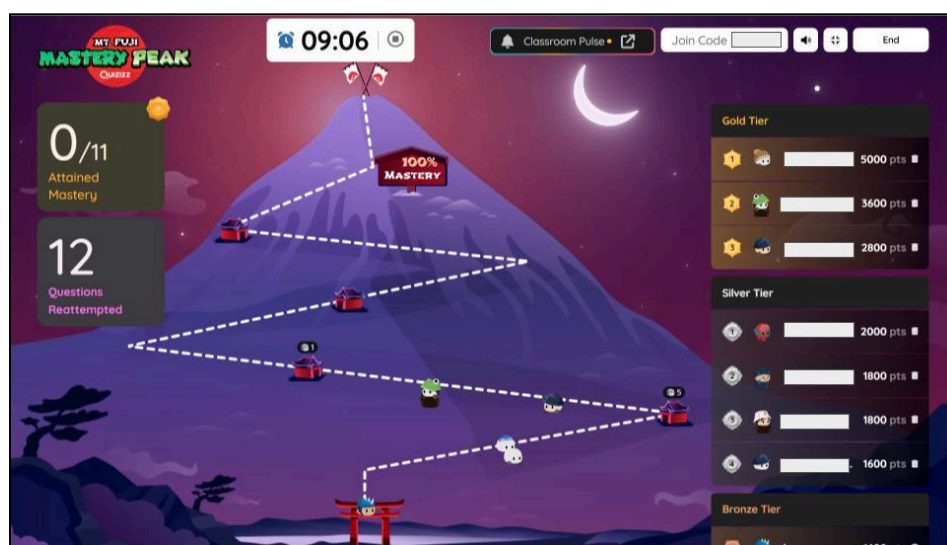 MT FUJI
MASTERY PEAK
Quizizz
09:06
Classroom Pulse
Join Code
End
0/11
Attained
Mastery
12
Questions
Reattempted
100%
MASTERY
1
5
Gold Tier
1
5000 pts
2
3600 pts
3
2800 pts
Silver Tier
1
2000 pts
2
1800 pts
3
1800 pts
4
1600 pts
Bronze Tier